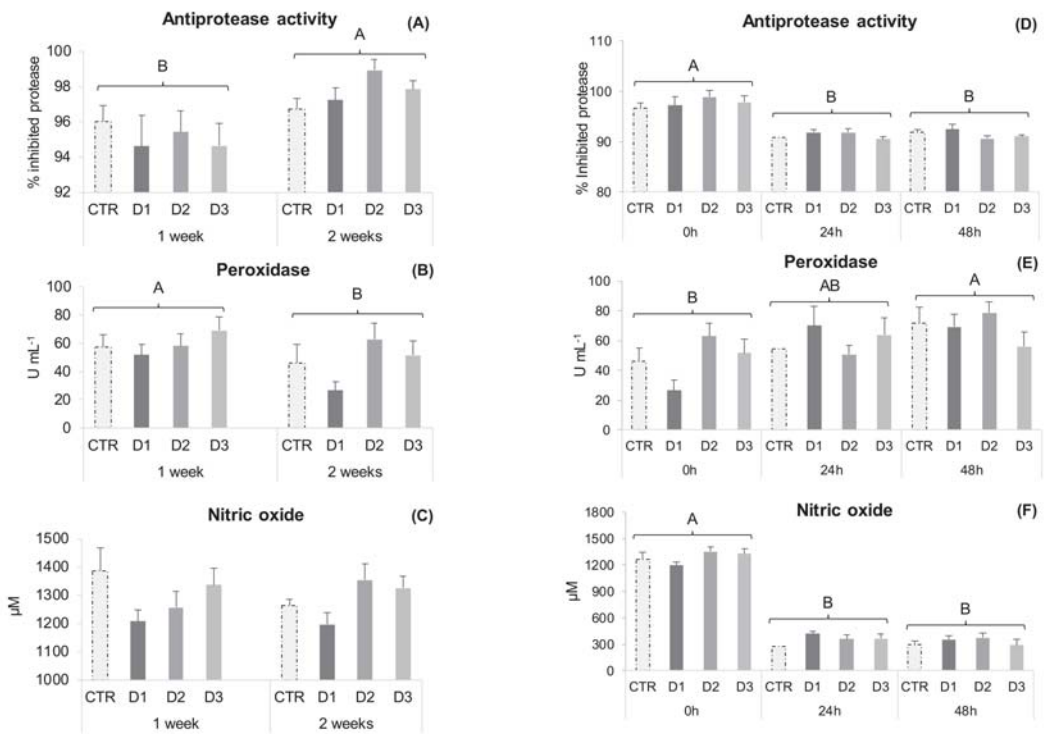 Antiprotease activity (A)
A
B
100
98
96
94
92
% inhibited protease
CTR D1 D2 D3 CTR D1 D2 D3
1 week 2 weeks
Peroxidase (B)
A
B
100
80
60
40
20
0
U mL-1
CTR D1 D2 D3 CTR D1 D2 D3
1 week 2 weeks
Nitric oxide (C)
1500
1400
1300
1200
1100
1000
µM
CTR D1 D2 D3 CTR D1 D2 D3
1 week 2 weeks
Antiprotease activity (D)
110
100
90
80
% Inhibited protease
A
B B
CTR D1 D2 D3 CTR D1 D2 D3 CTR D1 D2 D3
0h 24h 48h
Peroxidase (E)
B AB A
100
80
60
40
20
0
U mL-1
CTR D1 D2 D3 CTR D1 D2 D3 CTR D1 D2 D3
0h 24h 48h
Nitric oxide (F)
1800
1500
1200
900
600
300
0
µM
A
B B
CTR D1 D2 D3 CTR D1 D2 D3 CTR D1 D2 D3
0h 24h 48h